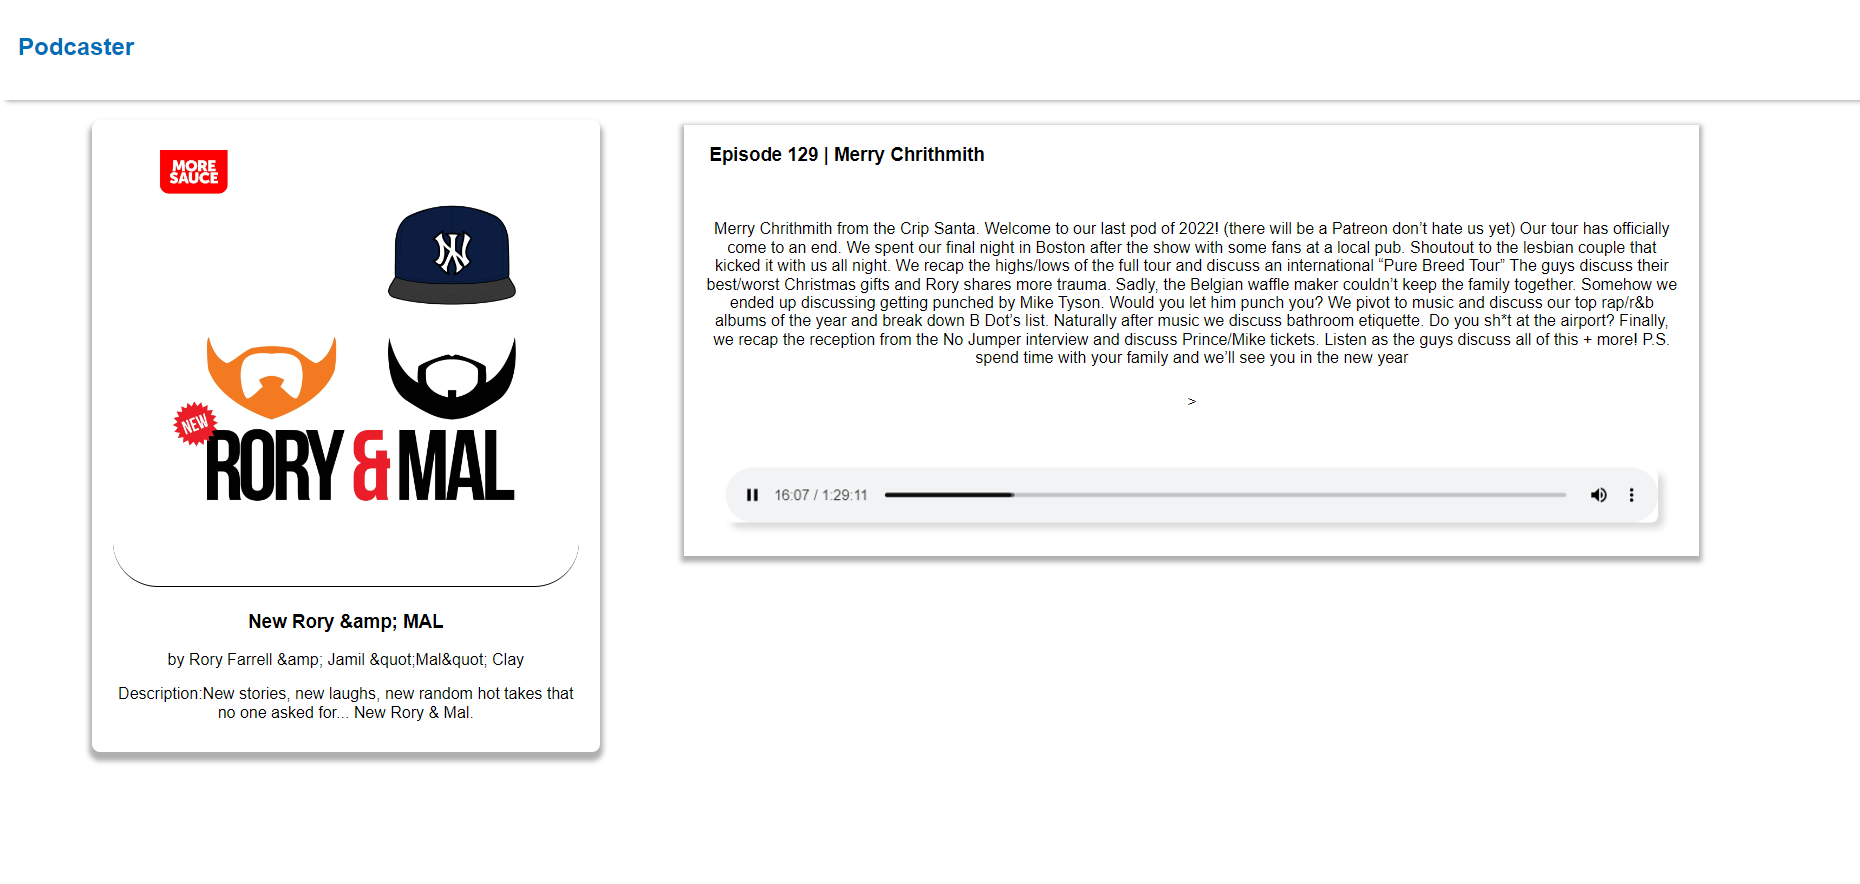 Podcaster
MORE
SAUCE
NY
NEW
RORY & MAL
New Rory &amp; MAL
by Rory Farrell &amp; Jamil &quot;Mal&quot; Clay
Description:New stories, new laughs, new random hot takes that
no one asked for... New Rory & Mal.
Episode 129 | Merry Chrithmith
Merry Chrithmith from the Crip Santa. Welcome to our last pod of 2022! (there will be a Patreon don’t hate us yet) Our tour has officially
come to an end. We spent our final night in Boston after the show with some fans at a local pub. Shoutout to the lesbian couple that
kicked it with us all night. We recap the highs/lows of the full tour and discuss an international “Pure Breed Tour” The guys discuss their
best/worst Christmas gifts and Rory shares more trauma. Sadly, the Belgian waffle maker couldn’t keep the family together. Somehow we
ended up discussing getting punched by Mike Tyson. Would you let him punch you? We pivot to music and discuss our top rap/r&b
albums of the year and break down B Dot’s list. Naturally after music we discuss bathroom etiquette. Do you sh*t at the airport? Finally,
we recap the reception from the No Jumper interview and discuss Prince/Mike tickets. Listen as the guys discuss all of this + more! P.S.
spend time with your family and we’ll see you in the new year
>
16:07 / 1:29:11